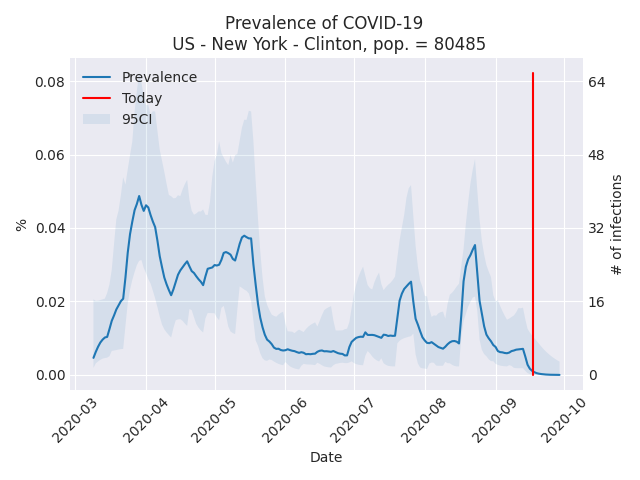 Prevalence of COVID-19
US - New York - Clinton, pop. = 80485
Prevalence
Today
95CI
0.08
0.06
0.04
0.02
0.00
%
64
48
32
16
0
# of infections
2020-03
2020-04
2020-05
2020-06
2020-07
2020-08
2020-09
2020-10
Date